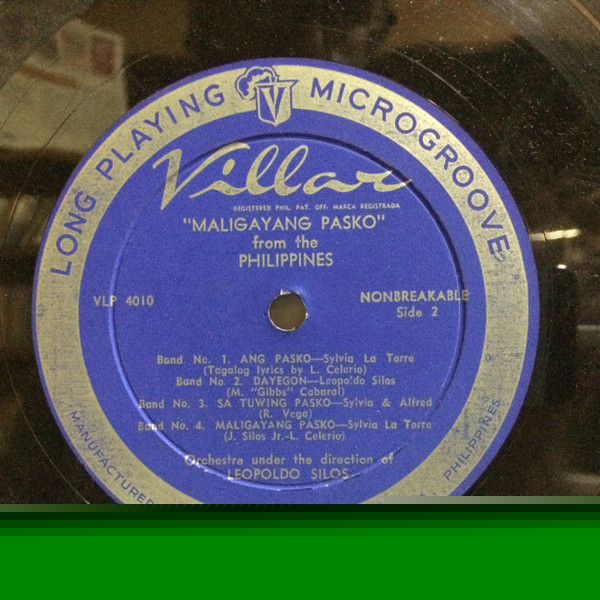 LONG PLAYING V MICROGROOVE
Villar
REGISTERED PHIL. PAT. OFF. MARCA REGISTRADA
"MALIGAYANG PASKO"
from the
PHILIPPINES
VLP 4010
NONBREAKABLE
Side 2
Band No. 1. ANG PASKO—Sylvia La Torre
(Tagalog lyrics by L. Celerio)
Band No. 2. DAYEGON—Leopo'do Silos
(M. "Gibbs" Cabaral)
Band No. 3. SA TUWING PASKO—Sylvia & Alfred
(R. Vega)
Band No. 4. MALIGAYANG PASKO—Sylvia La Torre
(J. Silos Jr.-L. Celerio)
Orchestra under the direction of
LEOPOLDO SILOS
MANUFACTURED
PHILIPPINES